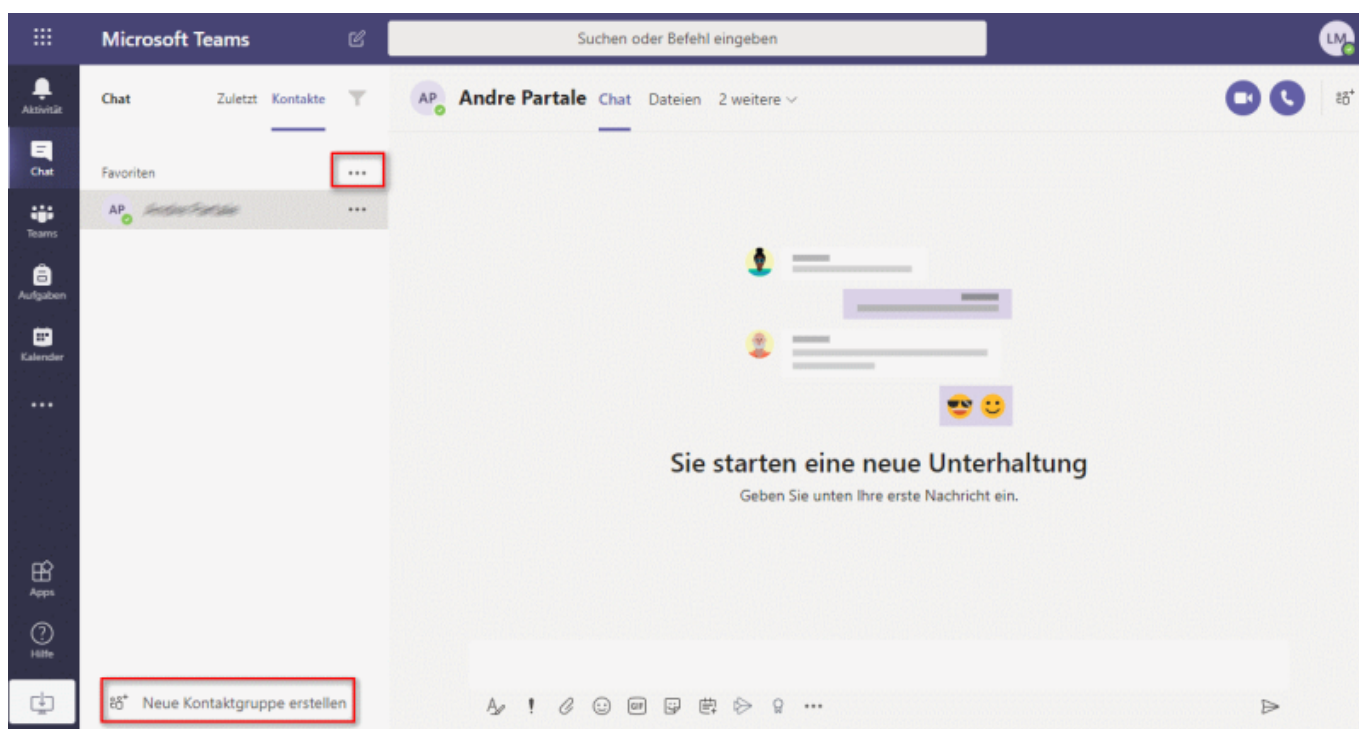 Microsoft Teams
Suchen oder Befehl eingeben
LM
Aktivität
Chat
Teams
Aufgaben
Kalender
Apps
Hilfe
Chat Zuletzt Kontakte
Favoriten
AP
Neue Kontaktgruppe erstellen
AP Andre Partale Chat Dateien 2 weitere
Sie starten eine neue Unterhaltung
Geben Sie unten Ihre erste Nachricht ein.
GIF